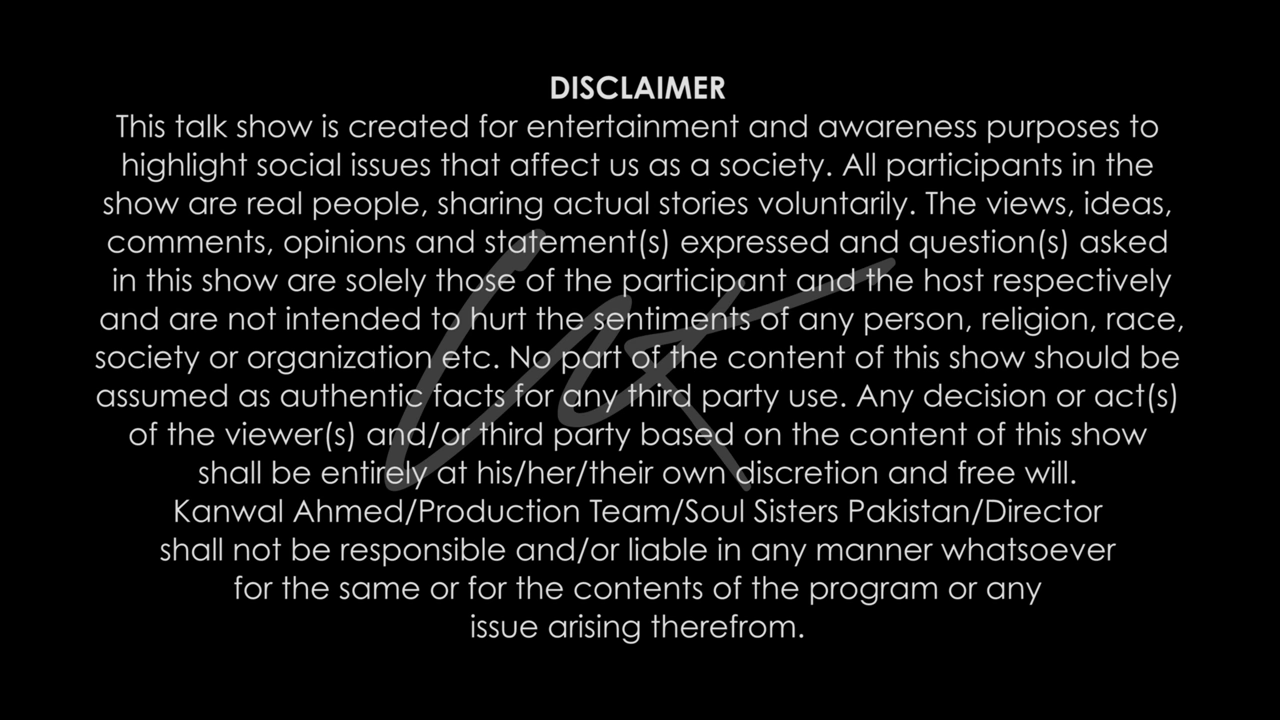 DISCLAIMER
This talk show is created for entertainment and awareness purposes to
highlight social issues that affect us as a society. All participants in the
show are real people, sharing actual stories voluntarily. The views, ideas,
comments, opinions and statement(s) expressed and question(s) asked
in this show are solely those of the participant and the host respectively
and are not intended to hurt the sentiments of any person, religion, race,
society or organization etc. No part of the content of this show should be
assumed as authentic facts for any third party use. Any decision or act(s)
of the viewer(s) and/or third party based on the content of this show
shall be entirely at his/her/their own discretion and free will.
Kanwal Ahmed/Production Team/Soul Sisters Pakistan/Director
shall not be responsible and/or liable in any manner whatsoever
for the same or for the contents of the program or any
issue arising therefrom.